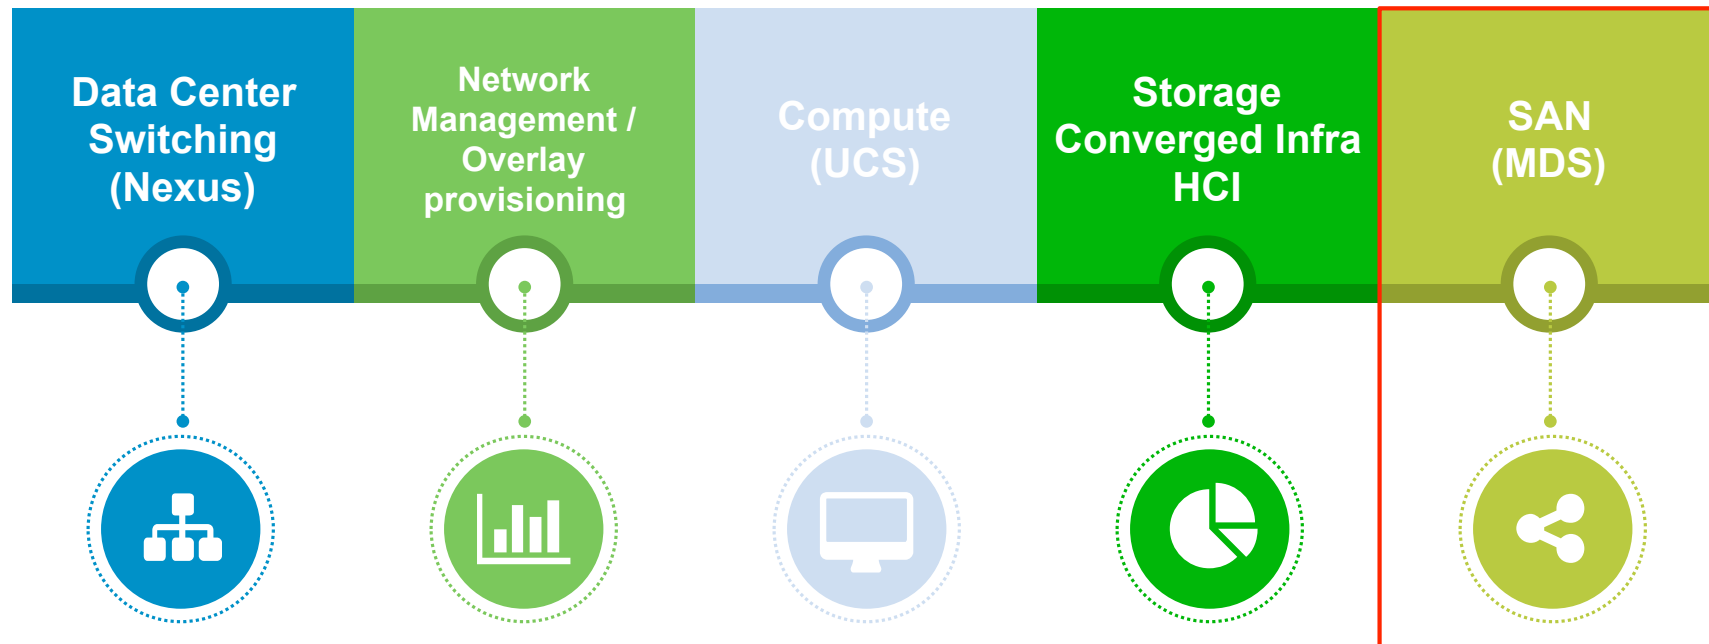 Data Center
Switching
(Nexus)
Network
Management /
Overlay
provisioning
Compute
(UCS)
Storage
Converged Infra
HCI
SAN
(MDS)